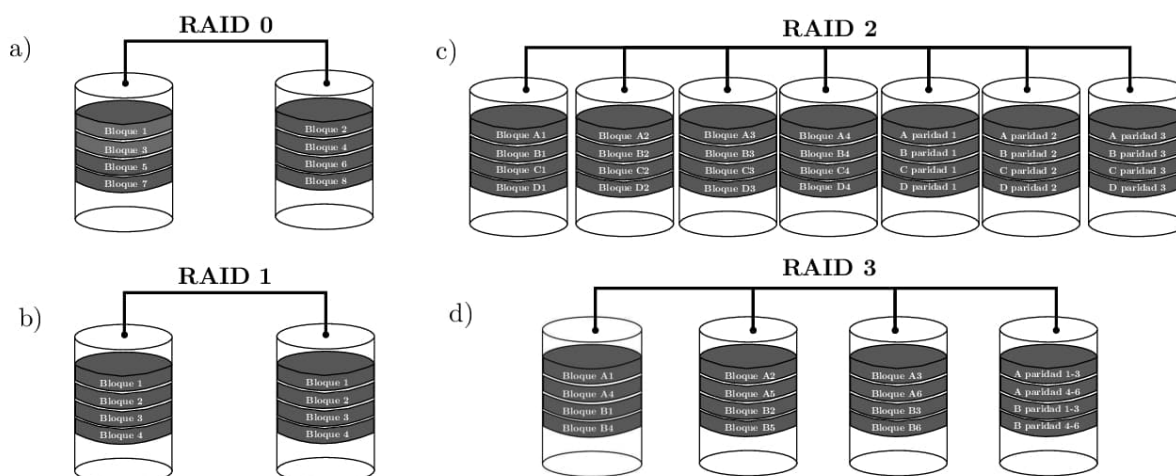 a)
RAID 0
Bloque 1
Bloque 3
Bloque 5
Bloque 7
Bloque 2
Bloque 4
Bloque 6
Bloque 8
b)
RAID 1
Bloque 1
Bloque 2
Bloque 3
Bloque 4
Bloque 1
Bloque 2
Bloque 3
Bloque 4
c)
RAID 2
Bloque A1
Bloque B1
Bloque C1
Bloque D1
Bloque A2
Bloque B2
Bloque C2
Bloque D2
Bloque A3
Bloque B3
Bloque C3
Bloque D3
Bloque A4
Bloque B4
Bloque C4
Bloque D4
A paridad 1
B paridad 1
C paridad 1
D paridad 1
A paridad 2
B paridad 2
C paridad 2
D paridad 2
A paridad 3
B paridad 3
C paridad 3
D paridad 3
d)
RAID 3
Bloque A1
Bloque A4
Bloque B1
Bloque B4
Bloque A2
Bloque A5
Bloque B2
Bloque B5
Bloque A3
Bloque A6
Bloque B3
Bloque B6
A paridad 1-3
A paridad 4-6
B paridad 1-3
B paridad 4-6